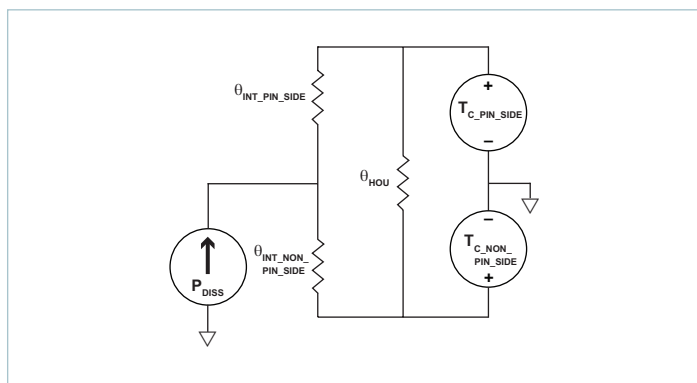 θINT_PIN_SIDE
+
TC_PIN_SIDE
–
θHOU
–
TC_NON_
PIN_SIDE
+
θINT_NON_
PIN_SIDE
PDISS